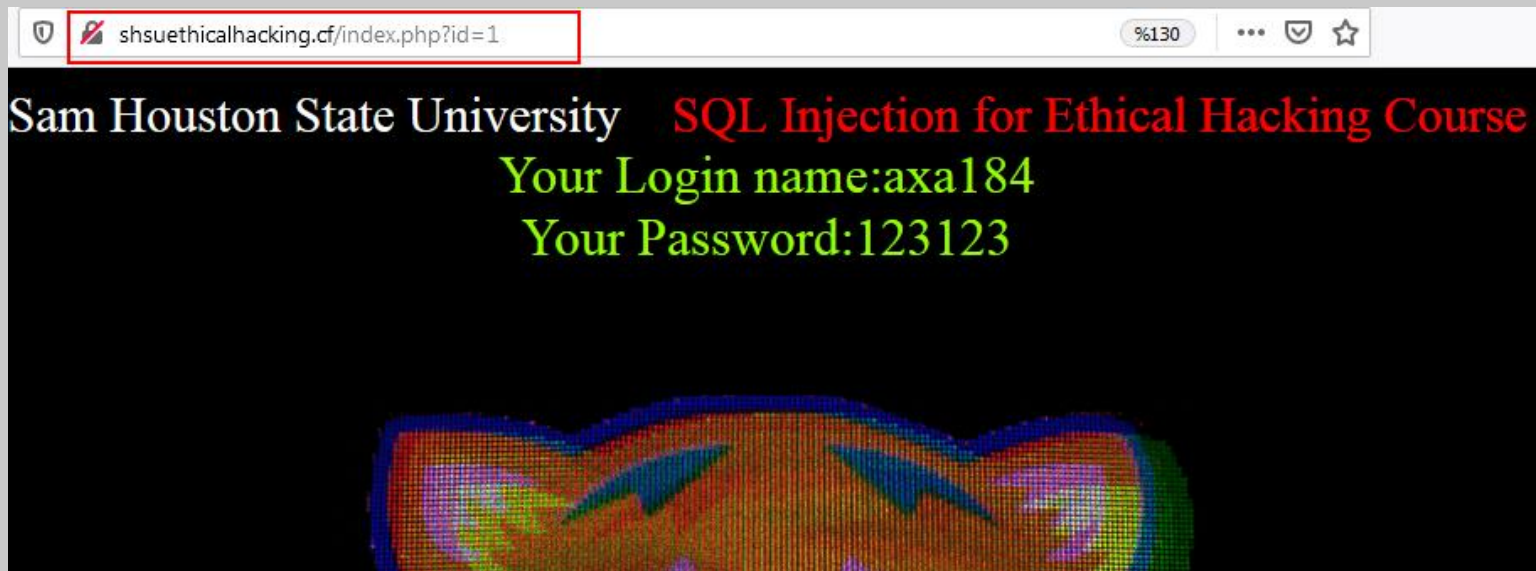 shsuethicalhacking.cf/index.php?id=1 %130
Sam Houston State University SQL Injection for Ethical Hacking Course
Your Login name:axa184
Your Password:123123